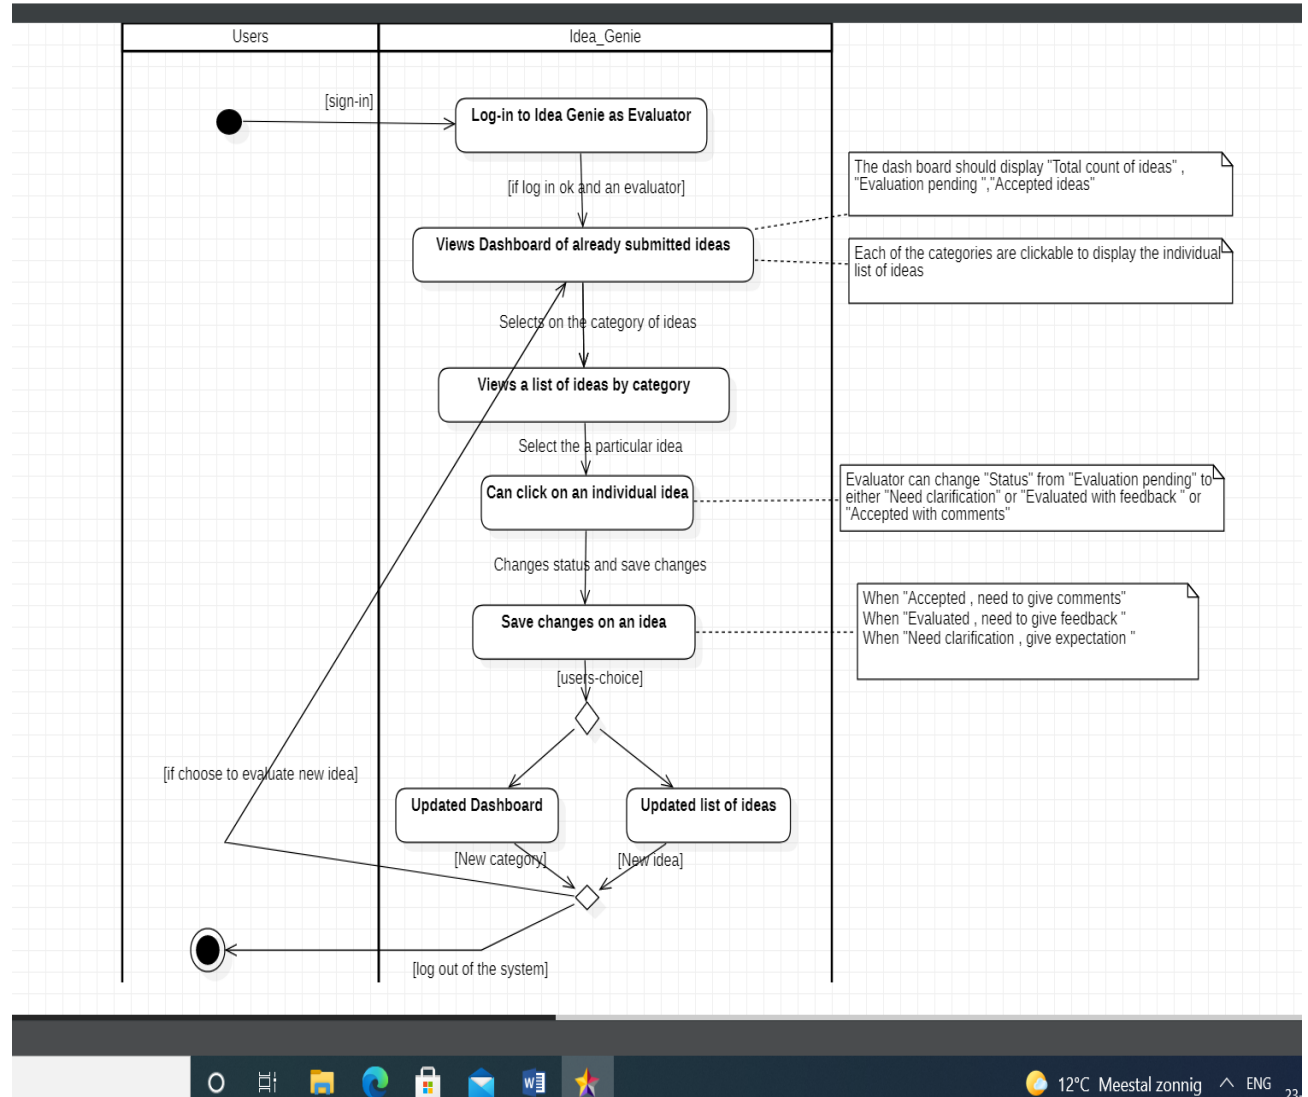 Users
Idea_Genie
[sign-in]
Log-in to Idea Genie as Evaluator
[if log in ok and an evaluator]
The dash board should display "Total count of ideas" ,
"Evaluation pending ","Accepted ideas"
Views Dashboard of already submitted ideas
Each of the categories are clickable to display the individual
list of ideas
Selects on the category of ideas
Views a list of ideas by category
Select the a particular idea
Can click on an individual idea
Evaluator can change "Status" from "Evaluation pending" to
either "Need clarification" or "Evaluated with feedback " or
"Accepted with comments"
Changes status and save changes
Save changes on an idea
When "Accepted , need to give comments"
When "Evaluated , need to give feedback "
When "Need clarification , give expectation "
[users-choice]
[if choose to evaluate new idea]
Updated Dashboard
Updated list of ideas
[New category]
[New idea]
[log out of the system]
12°C Meestal zonnig
ENG